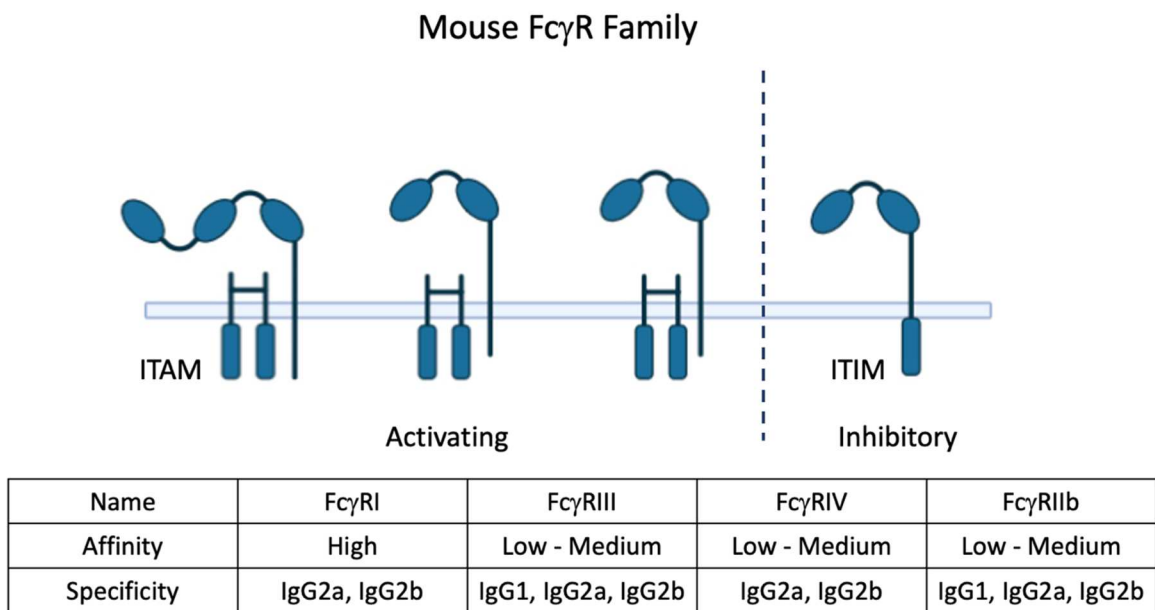 Mouse FcγR Family
ITAM
ITIM
Activating
Inhibitory
Name FcγRI FcγRIII FcγRIV FcγRIIb
Affinity High Low - Medium Low - Medium Low - Medium
Specificity IgG2a, IgG2b IgG1, IgG2a, IgG2b IgG2a, IgG2b IgG1, IgG2a, IgG2b